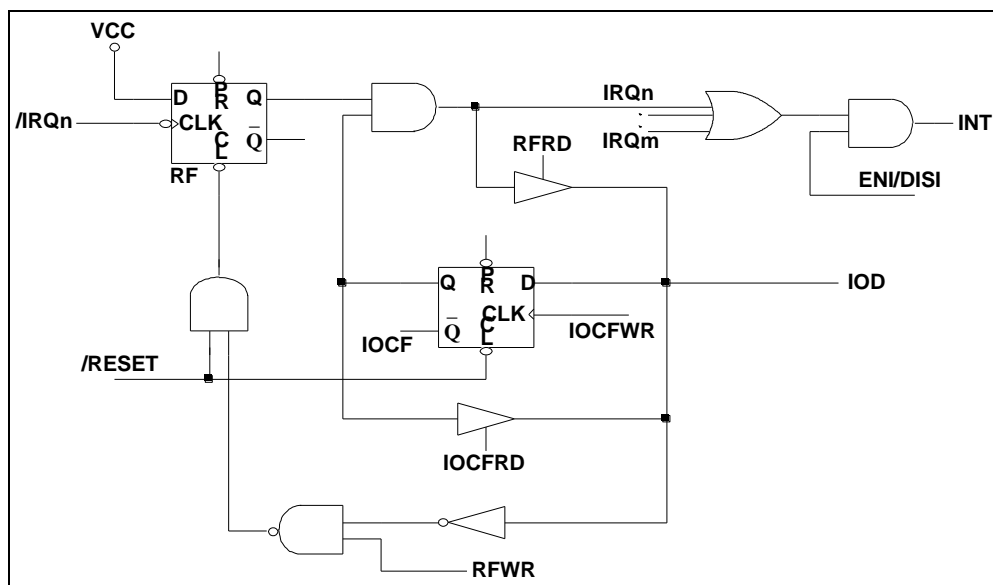 VCC
D
P
R
Q
/IRQn
CLK
C
L
Q̅
RF
IRQn
IRQm
INT
RFRD
ENI/DISI
Q
P
R
D
IOD
CLK
C
L
Q̅
IOCF
IOCFWR
/RESET
IOCFRD
RFWR